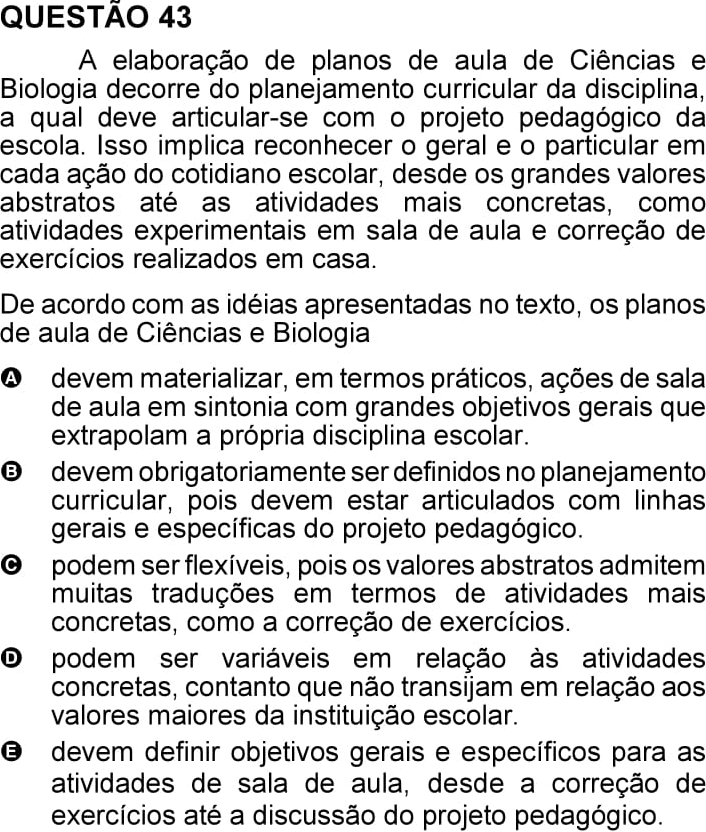 QUESTÃO 43
A elaboração de planos de aula de Ciências e
Biologia decorre do planejamento curricular da disciplina,
a qual deve articular-se com o projeto pedagógico da
escola. Isso implica reconhecer o geral e o particular em
cada ação do cotidiano escolar, desde os grandes valores
abstratos até as atividades mais concretas, como
atividades experimentais em sala de aula e correção de
exercícios realizados em casa.
De acordo com as idéias apresentadas no texto, os planos
de aula de Ciências e Biologia
A devem materializar, em termos práticos, ações de sala
de aula em sintonia com grandes objetivos gerais que
extrapolam a própria disciplina escolar.
B devem obrigatoriamente ser definidos no planejamento
curricular, pois devem estar articulados com linhas
gerais e específicas do projeto pedagógico.
C podem ser flexíveis, pois os valores abstratos admitem
muitas traduções em termos de atividades mais
concretas, como a correção de exercícios.
D podem ser variáveis em relação às atividades
concretas, contanto que não transijam em relação aos
valores maiores da instituição escolar.
E devem definir objetivos gerais e específicos para as
atividades de sala de aula, desde a correção de
exercícios até a discussão do projeto pedagógico.